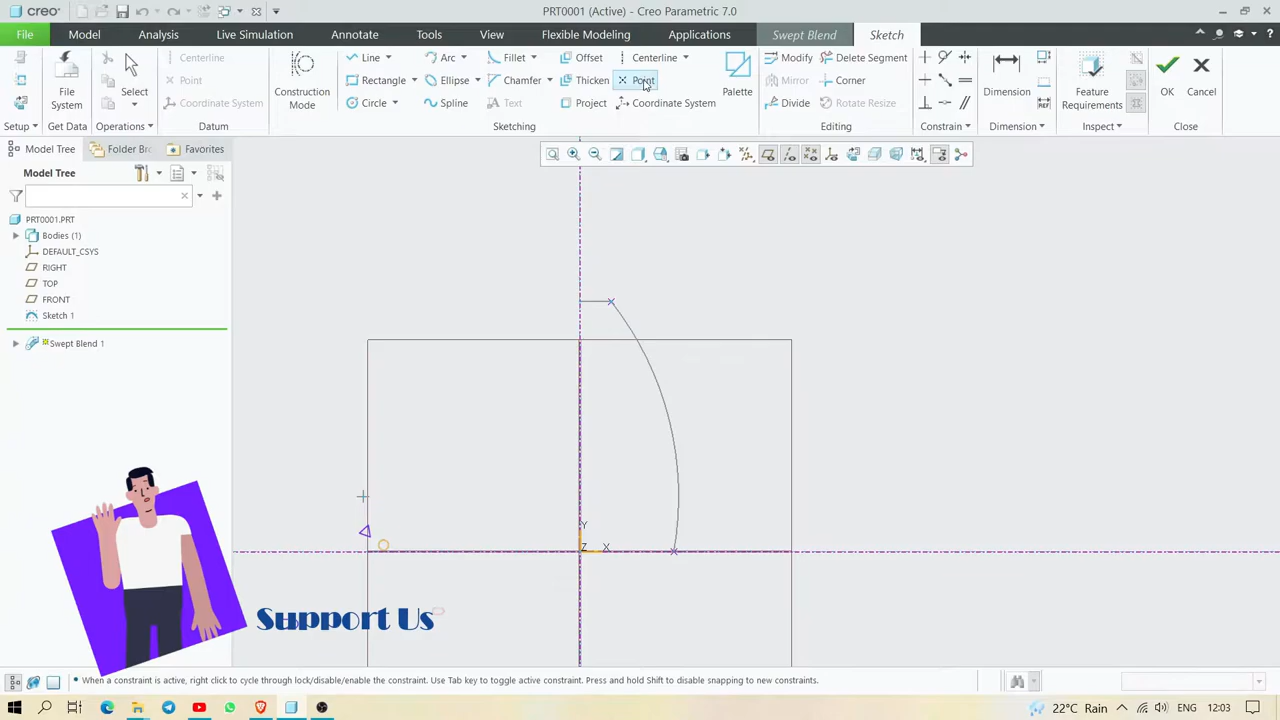 creo
PRT0001 (Active) - Creo Parametric 7.0
File Model Analysis Live Simulation Annotate Tools View Flexible Modeling Applications Swept Blend Sketch
Line Arc Fillet Offset Centerline Modify Delete Segment
Centerline
Rectangle Ellipse Chamfer Thicken Point Mirror Corner
Point
Circle Spline Text Project Coordinate System Divide Rotate Resize
Coordinate System
File System
Select
Construction Mode
Palette
Dimension
Feature Requirements
OK
Cancel
Setup Get Data Operations Datum Sketching Editing Constrain Dimension Inspect Close
Model Tree Folder Bro Favorites
Model Tree
PRT0001.PRT
Bodies (1)
DEFAULT_CSYS
RIGHT
TOP
FRONT
Sketch 1
Swept Blend 1
Y
Z X
Support Us
When a constraint is active, right click to cycle through lock/disable/enable the constraint. Use Tab key to toggle active constraint. Press and hold Shift to disable snapping to new constraints.
22°C Rain ENG 12:03